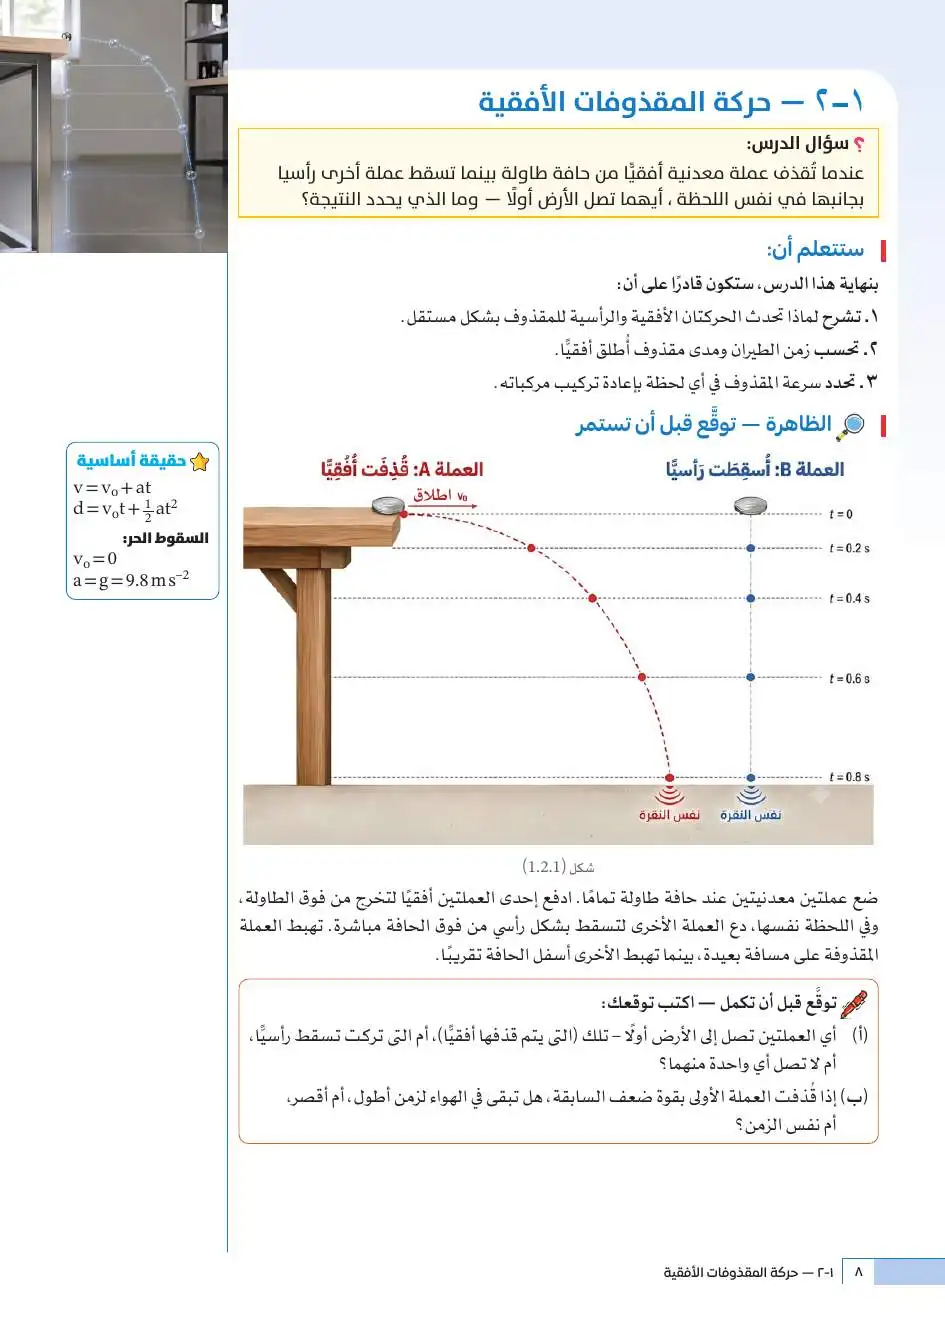 ١-٢ — حركة المقذوفات الأفقية
؟ سؤال الدرس:
عندما تُقذف عملة معدنية أفقيًّا من حافة طاولة بينما تسقط عملة أخرى رأسيا
بجانبها في نفس اللحظة ، أيهما تصل الأرض أولًا — وما الذي يحدد النتيجة؟
ستتعلم أن:
بنهاية هذا الدرس، ستكون قادرًا على أن:
١. تشرح لماذا تحدث الحركتان الأفقية والرأسية للمقذوف بشكل مستقل.
٢. تحسب زمن الطيران ومدى مقذوف أُطلق أفقيًّا.
٣. تحدد سرعة المقذوف في أي لحظة بإعادة تركيب مركباته.
الظاهرة — توقَّع قبل أن تستمر
حقيقة أساسية
v = v₀ + at
d = v₀t + ½ at²
السقوط الحر:
v₀ = 0
a = g = 9.8 m s⁻²
العملة B: أُسقِطَت رَأسيًّا
العملة A: قُذِفَت أُفُقِيًّا
اطلاق v₀
t = 0
t = 0.2 s
t = 0.4 s
t = 0.6 s
t = 0.8 s
نفس النقرة
نفس النقرة
شكل (1.2.1)
ضع عملتين معدنيتين عند حافة طاولة تمامًا. ادفع إحدى العملتين أفقيًا لتخرج من فوق الطاولة،
وفي اللحظة نفسها، دع العملة الأخرى لتسقط بشكل رأسي من فوق الحافة مباشرة. تهبط العملة
المقذوفة على مسافة بعيدة، بينما تهبط الأخرى أسفل الحافة تقريبًا.
توقَّع قبل أن تكمل — اكتب توقعك:
(أ) أي العملتين تصل إلى الأرض أولًا – تلك (التى يتم قذفها أفقيًّا)، أم التى تركت تسقط رأسيًّا،
أم لا تصل أي واحدة منهما؟
(ب) إذا قُذفت العملة الأولى بقوة ضعف السابقة، هل تبقى في الهواء لزمن أطول، أم أقصر،
أم نفس الزمن؟
٨
١-٢ — حركة المقذوفات الأفقية